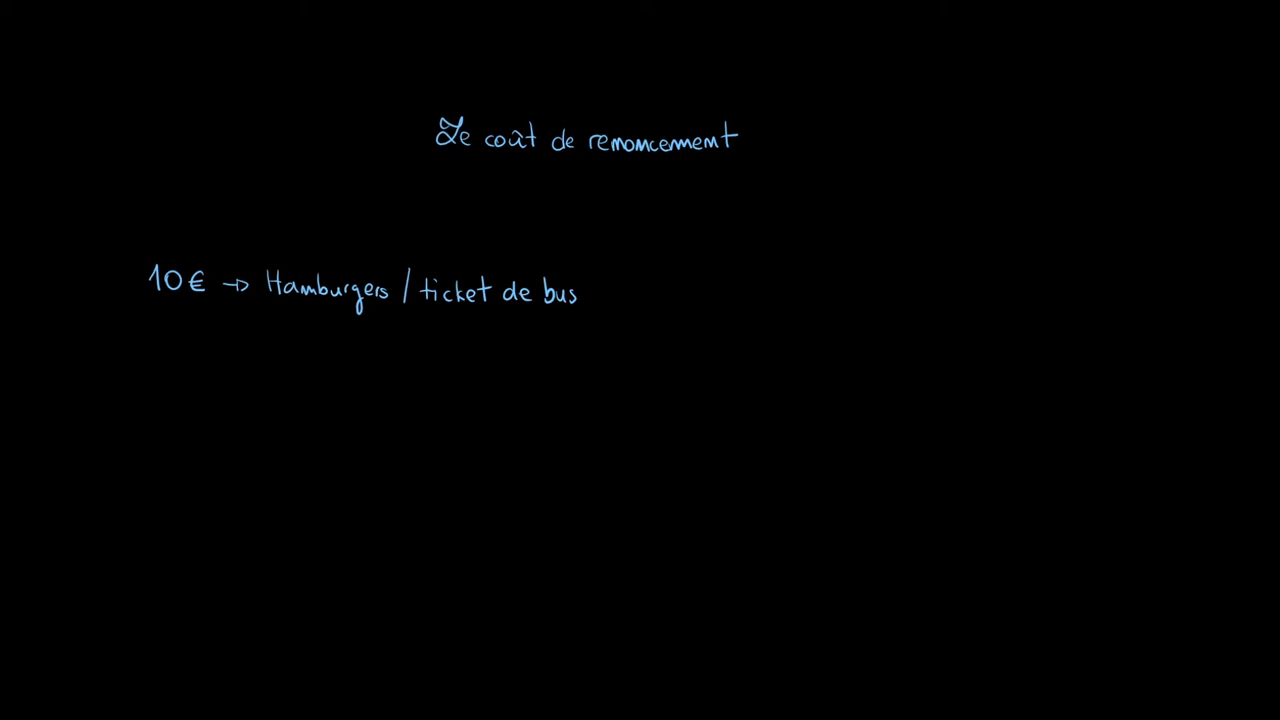 Le coût de renoncement
10€ → Hamburgers / ticket de bus